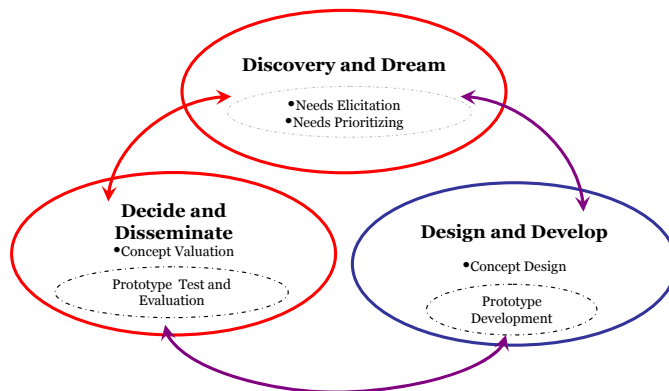 Discovery and Dream
•Needs Elicitation
•Needs Prioritizing
Decide and
Disseminate
•Concept Valuation
Prototype Test and
Evaluation
Design and Develop
•Concept Design
Prototype
Development